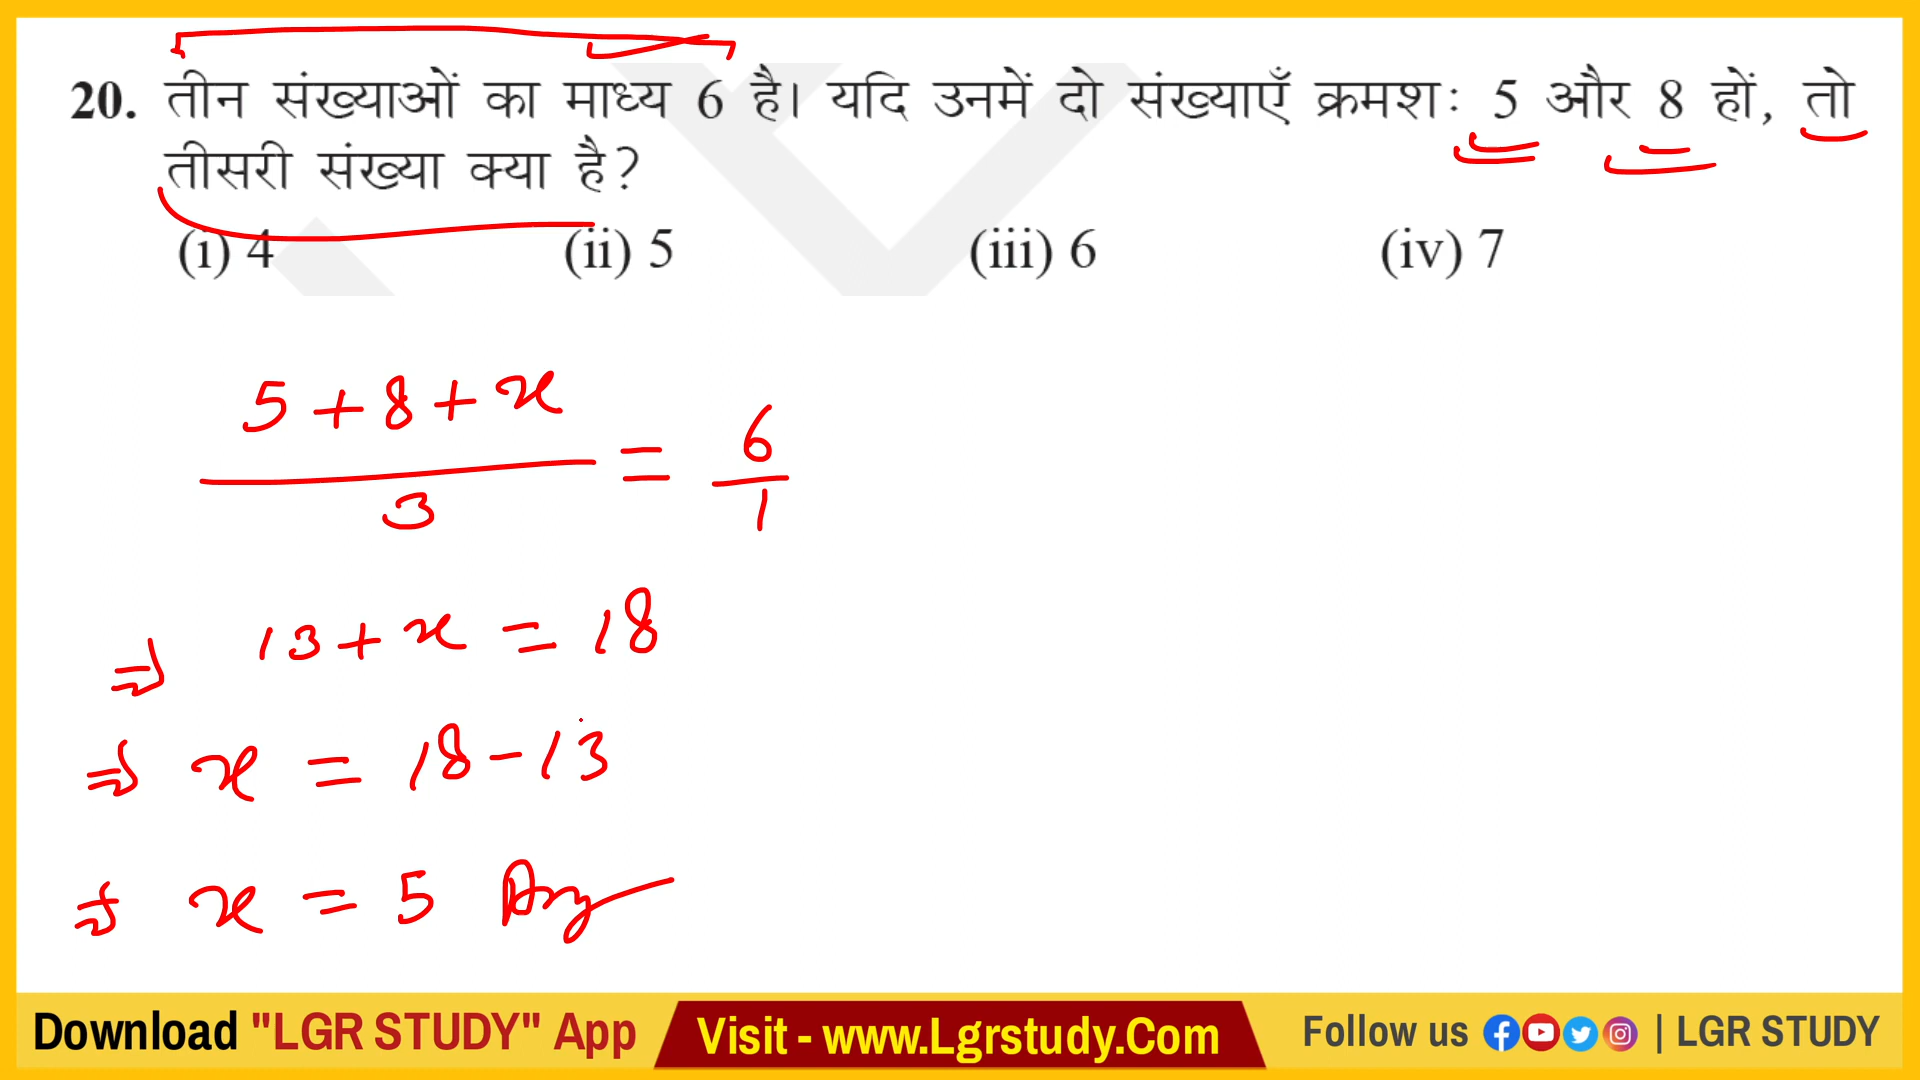 20. तीन संख्याओं का माध्य 6 है। यदि उनमें दो संख्याएँ क्रमशः 5 और 8 हों, तो
तीसरी संख्या क्या है?
(i) 4 (ii) 5 (iii) 6 (iv) 7
5 + 8 + x
3
= 6
1
⇒ 13 + x = 18
⇒ x = 18 - 13
⇒ x = 5 Ans
Download "LGR STUDY" App Visit - www.Lgrstudy.Com Follow us | LGR STUDY